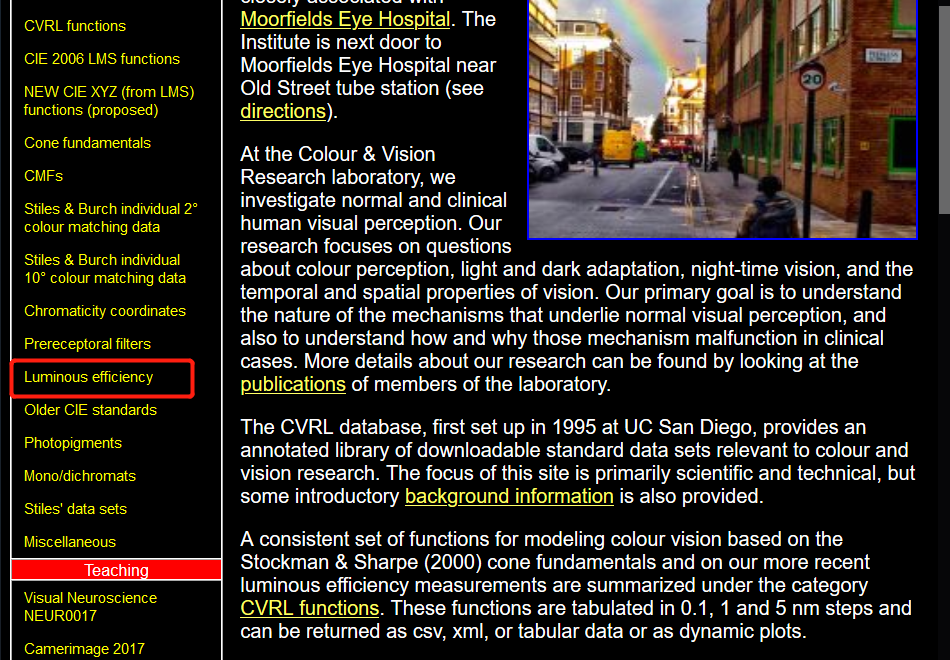 CVRL functions
CIE 2006 LMS functions
NEW CIE XYZ (from LMS)
functions (proposed)
Cone fundamentals
CMFs
Stiles & Burch individual 2°
colour matching data
Stiles & Burch individual
10° colour matching data
Chromaticity coordinates
Prereceptoral filters
Luminous efficiency
Older CIE standards
Photopigments
Mono/dichromats
Stiles' data sets
Miscellaneous
Teaching
Visual Neuroscience
NEUR0017
Camerimage 2017
closely associated with
Moorfields Eye Hospital. The
Institute is next door to
Moorfields Eye Hospital near
Old Street tube station (see
directions).
20
At the Colour & Vision
Research laboratory, we
investigate normal and clinical
human visual perception. Our
research focuses on questions
about colour perception, light and dark adaptation, night-time vision, and the
temporal and spatial properties of vision. Our primary goal is to understand
the nature of the mechanisms that underlie normal visual perception, and
also to understand how and why those mechanism malfunction in clinical
cases. More details about our research can be found by looking at the
publications of members of the laboratory.
The CVRL database, first set up in 1995 at UC San Diego, provides an
annotated library of downloadable standard data sets relevant to colour and
vision research. The focus of this site is primarily scientific and technical, but
some introductory background information is also provided.
A consistent set of functions for modeling colour vision based on the
Stockman & Sharpe (2000) cone fundamentals and on our more recent
luminous efficiency measurements are summarized under the category
CVRL functions. These functions are tabulated in 0.1, 1 and 5 nm steps and
can be returned as csv, xml, or tabular data or as dynamic plots.